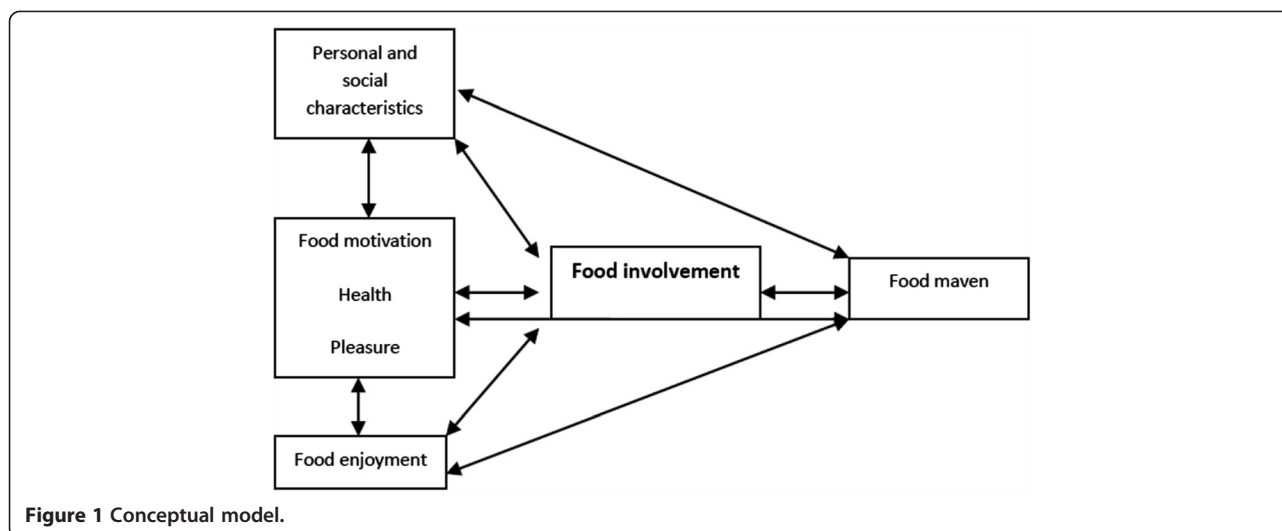 Personal and
social
characteristics
Food motivation
Health
Pleasure
Food involvement
Food maven
Food enjoyment
Figure 1 Conceptual model.